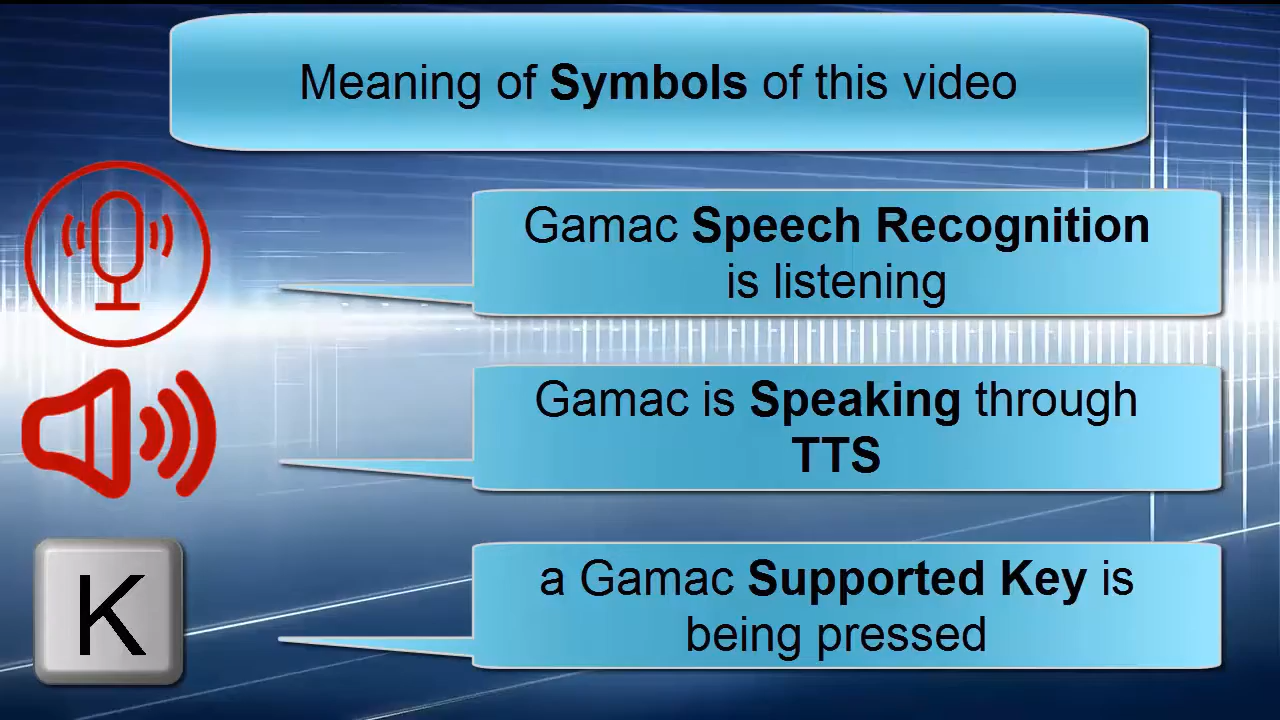 Meaning of Symbols of this video
Gamac Speech Recognition
is listening
Gamac is Speaking through
TTS
K
a Gamac Supported Key is
being pressed